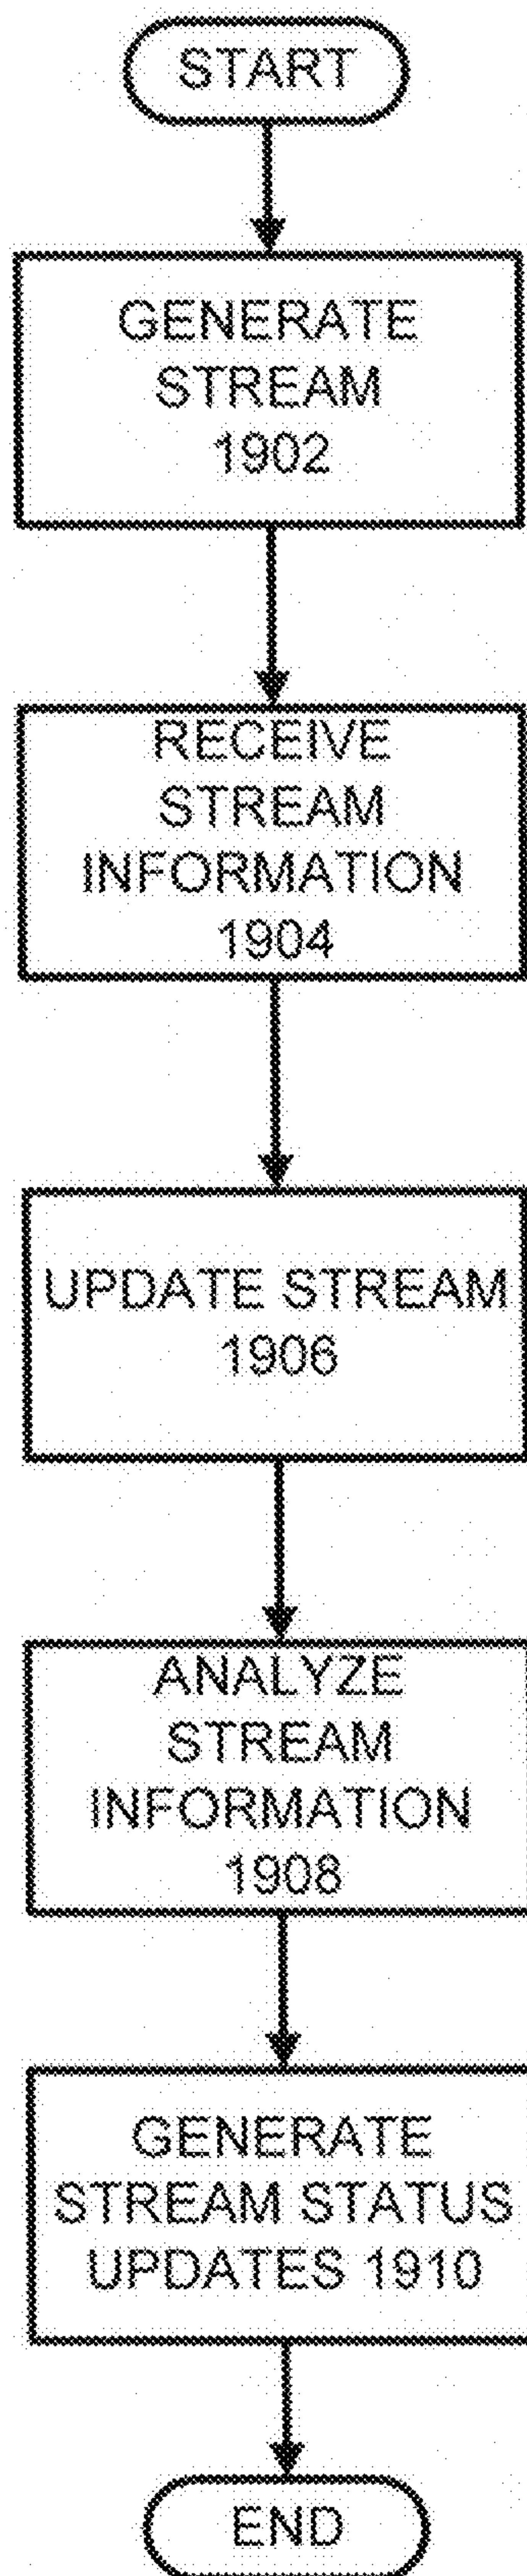 START
GENERATE
STREAM
1902
RECEIVE
STREAM
INFORMATION
1904
UPDATE STREAM
1906
ANALYZE
STREAM
INFORMATION
1908
GENERATE
STREAM STATUS
UPDATES 1910
END